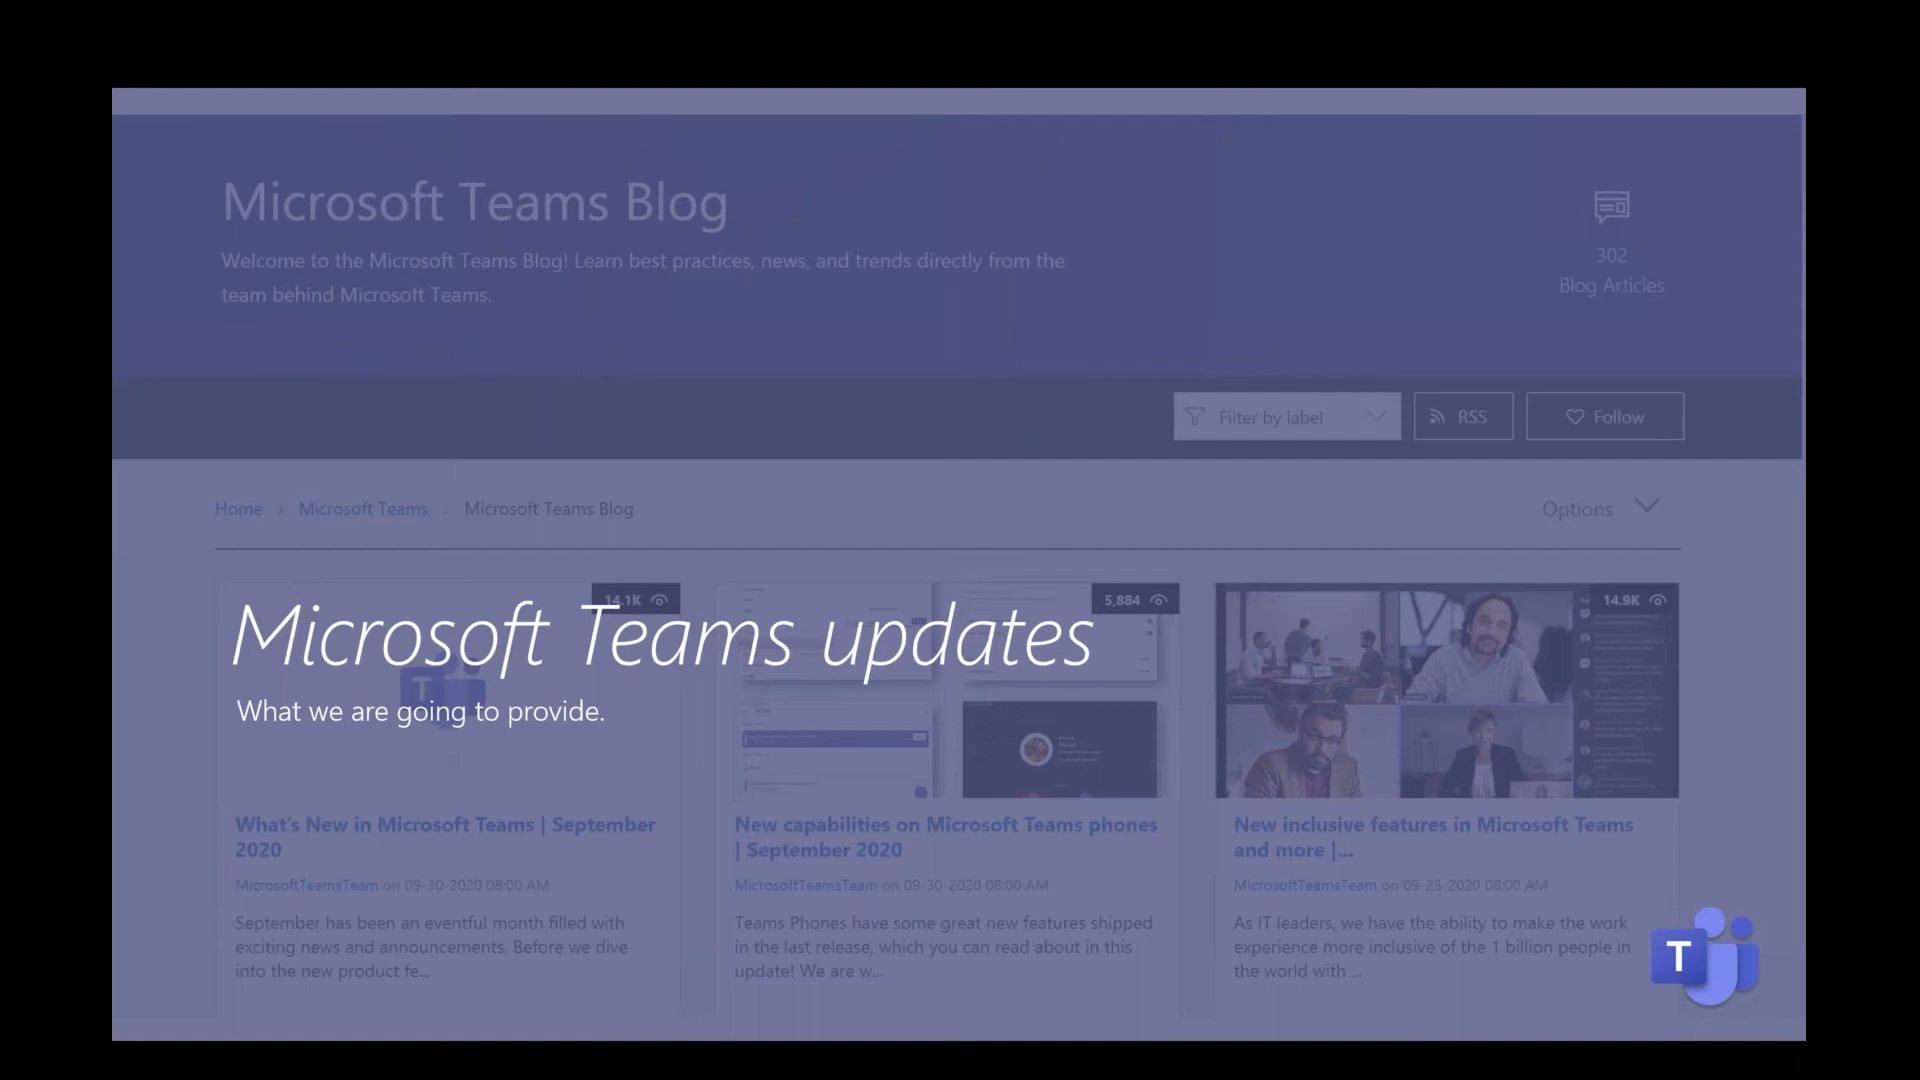 Microsoft Teams Blog
Welcome to the Microsoft Teams Blog! Learn best practices, news, and trends directly from the
team behind Microsoft Teams.
302
Blog Articles
Filter by label
RSS
Follow
Home › Microsoft Teams › Microsoft Teams Blog
Options
14.1K
5,884
14.9K
Microsoft Teams updates
T
What we are going to provide.
What's New in Microsoft Teams | September
2020
MicrosoftTeamsTeam on 09-30-2020 08:00 AM
September has been an eventful month filled with
exciting news and announcements. Before we dive
into the new product fe...
New capabilities on Microsoft Teams phones
| September 2020
MicrosoftTeamsTeam on 09-30-2020 08:00 AM
Teams Phones have some great new features shipped
in the last release, which you can read about in this
update! We are w...
New inclusive features in Microsoft Teams
and more |...
MicrosoftTeamsTeam on 09-23-2020 08:00 AM
As IT leaders, we have the ability to make the work
experience more inclusive of the 1 billion people in
the world with ...
T